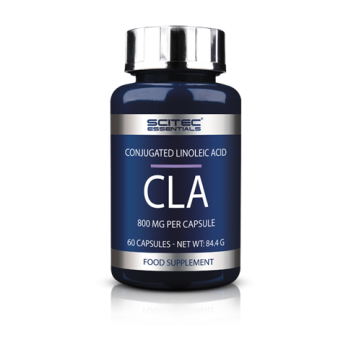 SCITEC
ESSENTIALS
CONJUGATED LINOLEIC ACID
CLA
800 MG PER CAPSULE
60 CAPSULES - NET WT: 84.4 G
FOOD SUPPLEMENT